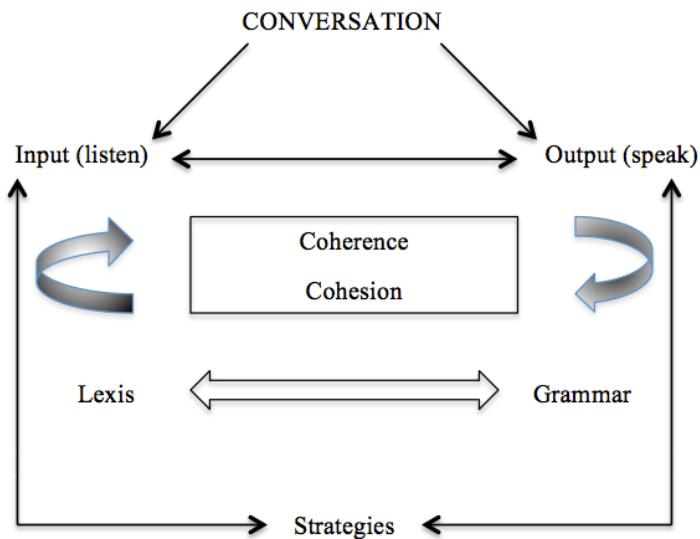 CONVERSATION
Input (listen)
Output (speak)
Coherence
Cohesion
Lexis
Grammar
Strategies